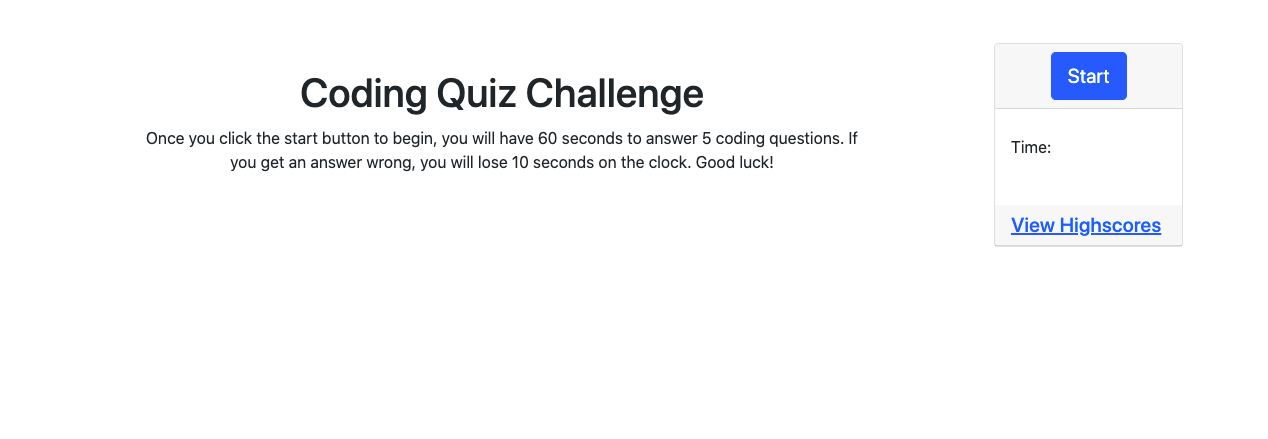 Coding Quiz Challenge
Once you click the start button to begin, you will have 60 seconds to answer 5 coding questions. If
you get an answer wrong, you will lose 10 seconds on the clock. Good luck!
Start
Time:
View Highscores